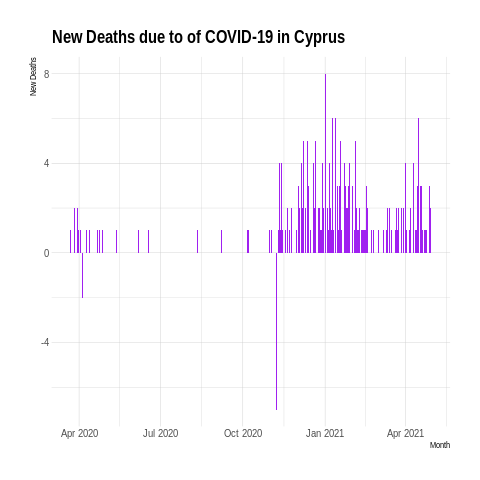 New Deaths due to of COVID-19 in Cyprus
New Deaths
8
4
0
-4
Apr 2020 Jul 2020 Oct 2020 Jan 2021 Apr 2021
Month